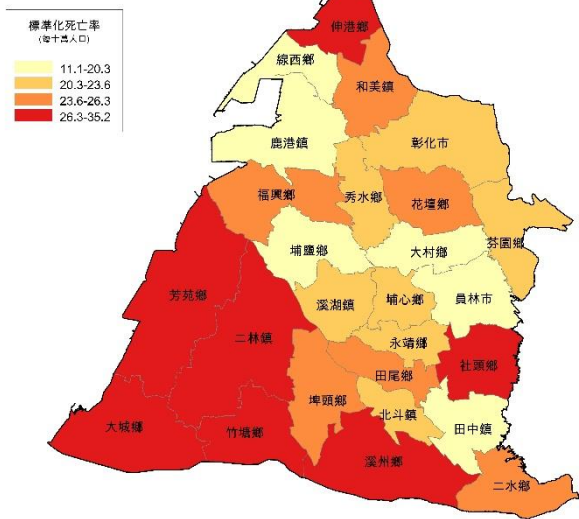 標準化死亡率
(每十萬人口)
11.1-20.3
20.3-23.6
23.6-26.3
26.3-35.2
伸港鄉
線西鄉
和美鎮
鹿港鎮
彰化市
福興鄉
秀水鄉
花壇鄉
芬園鄉
埔鹽鄉
大村鄉
芳苑鄉
溪湖鎮
埔心鄉
員林市
二林鎮
永靖鄉
社頭鄉
田尾鄉
埤頭鄉
北斗鎮
大城鄉
竹塘鄉
田中鎮
溪州鄉
二水鄉